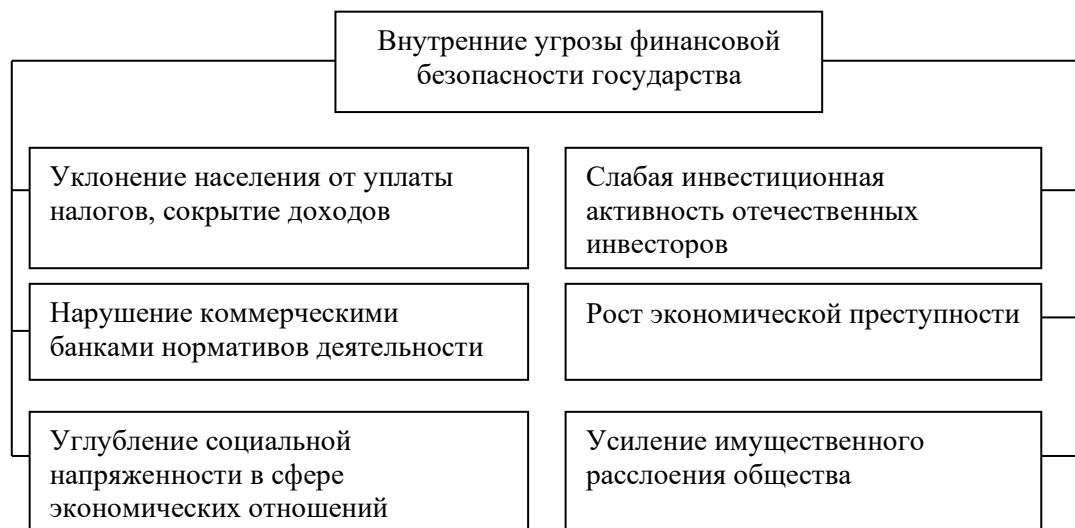 Внутренние угрозы финансовой
безопасности государства
Уклонение населения от уплаты
налогов, сокрытие доходов
Слабая инвестиционная
активность отечественных
инвесторов
Нарушение коммерческими
банками нормативов деятельности
Рост экономической преступности
Углубление социальной
напряженности в сфере
экономических отношений
Усиление имущественного
расслоения общества